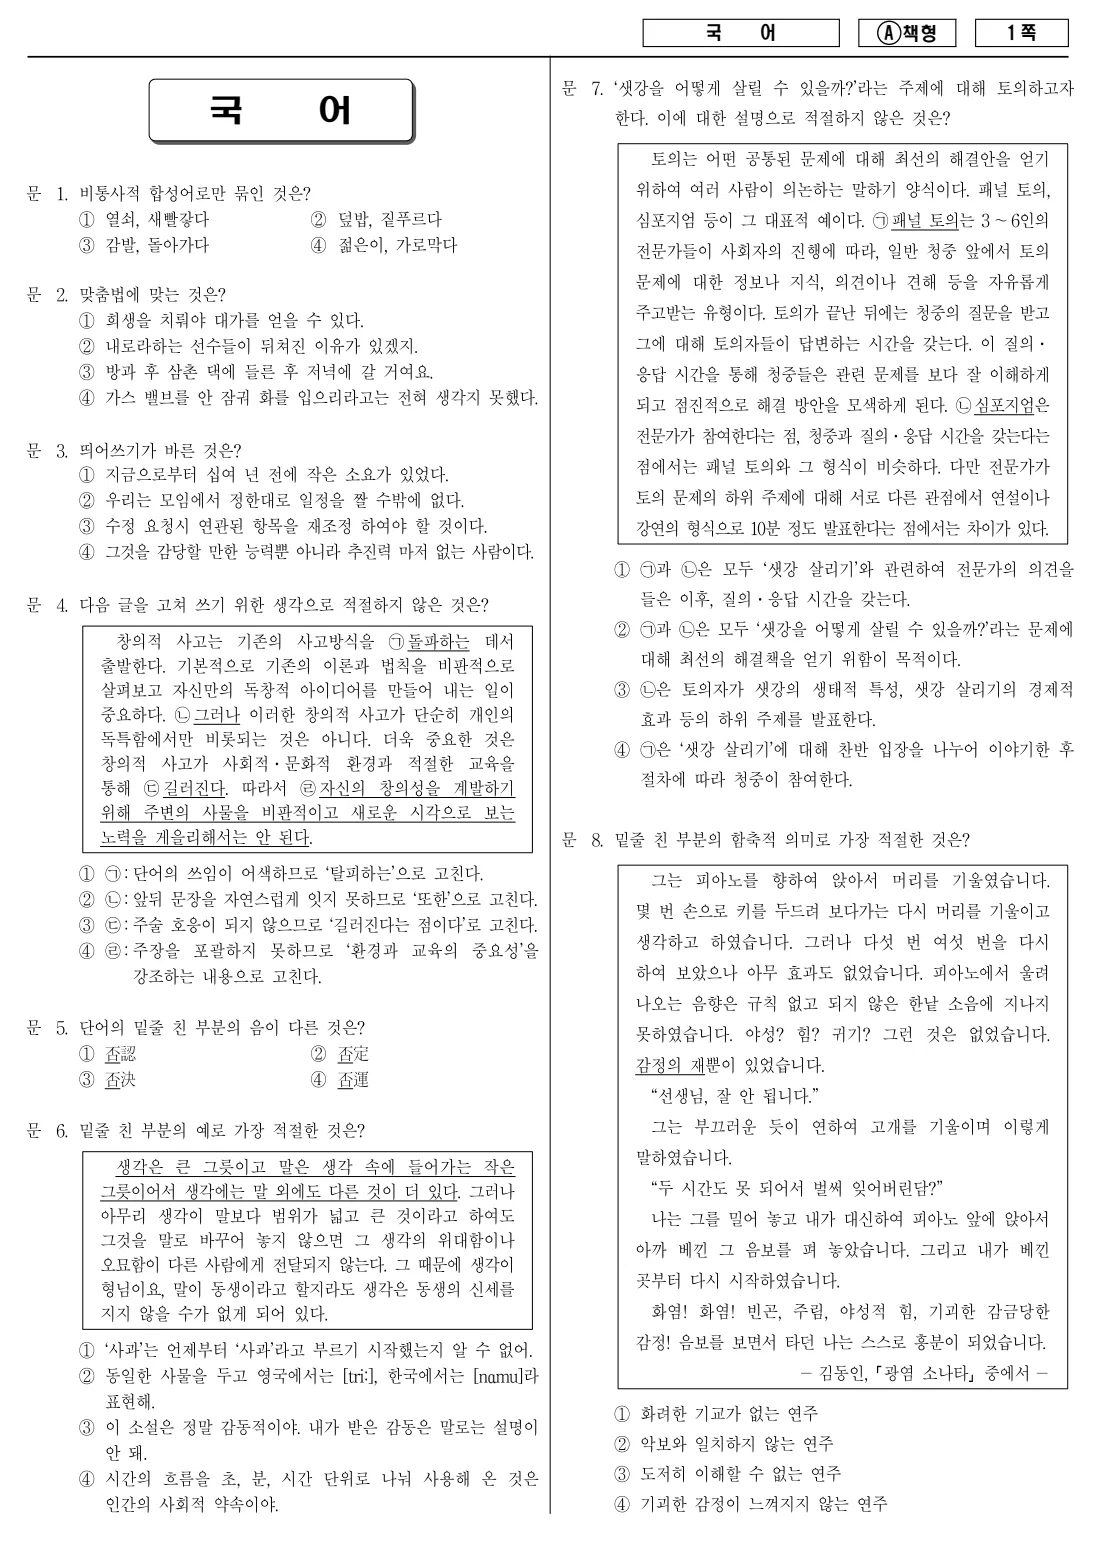 국 어
Ⓐ책형
1쪽
국 어
문 1. 비통사적 합성어로만 묶인 것은?
① 열쇠, 새빨갛다
② 덮밥, 짙푸르다
③ 감발, 돌아가다
④ 젊은이, 가로막다
문 2. 맞춤법에 맞는 것은?
① 희생을 치뤄야 대가를 얻을 수 있다.
② 내로라하는 선수들이 뒤쳐진 이유가 있겠지.
③ 방과 후 삼촌 댁에 들른 후 저녁에 갈 거여요.
④ 가스 밸브를 안 잠궈 화를 입으리라고는 전혀 생각지 못했다.
문 3. 띄어쓰기가 바른 것은?
① 지금으로부터 십여 년 전에 작은 소요가 있었다.
② 우리는 모임에서 정한대로 일정을 짤 수밖에 없다.
③ 수정 요청시 연관된 항목을 재조정 하여야 할 것이다.
④ 그것을 감당할 만한 능력뿐 아니라 추진력 마저 없는 사람이다.
문 4. 다음 글을 고쳐 쓰기 위한 생각으로 적절하지 않은 것은?
창의적 사고는 기존의 사고방식을 ㉠돌파하는 데서
출발한다. 기본적으로 기존의 이론과 법칙을 비판적으로
살펴보고 자신만의 독창적 아이디어를 만들어 내는 일이
중요하다. ㉡그러나 이러한 창의적 사고가 단순히 개인의
독특함에서만 비롯되는 것은 아니다. 더욱 중요한 것은
창의적 사고가 사회적·문화적 환경과 적절한 교육을
통해 ㉢길러진다. 따라서 ㉣자신의 창의성을 계발하기
위해 주변의 사물을 비판적이고 새로운 시각으로 보는
노력을 게을리해서는 안 된다.
① ㉠: 단어의 쓰임이 어색하므로 ‘탈피하는’으로 고친다.
② ㉡: 앞뒤 문장을 자연스럽게 잇지 못하므로 ‘또한’으로 고친다.
③ ㉢: 주술 호응이 되지 않으므로 ‘길러진다는 점이다’로 고친다.
④ ㉣: 주장을 포괄하지 못하므로 ‘환경과 교육의 중요성’을
강조하는 내용으로 고친다.
문 5. 단어의 밑줄 친 부분의 음이 다른 것은?
① 否認
② 否定
③ 否決
④ 否運
문 6. 밑줄 친 부분의 예로 가장 적절한 것은?
생각은 큰 그릇이고 말은 생각 속에 들어가는 작은
그릇이어서 생각에는 말 외에도 다른 것이 더 있다. 그러나
아무리 생각이 말보다 범위가 넓고 큰 것이라고 하여도
그것을 말로 바꾸어 놓지 않으면 그 생각의 위대함이나
오묘함이 다른 사람에게 전달되지 않는다. 그 때문에 생각이
형님이요, 말이 동생이라고 할지라도 생각은 동생의 신세를
지지 않을 수가 없게 되어 있다.
① ‘사과’는 언제부터 ‘사과’라고 부르기 시작했는지 알 수 없어.
② 동일한 사물을 두고 영국에서는 [tri:], 한국에서는 [namu]라
표현해.
③ 이 소설은 정말 감동적이야. 내가 받은 감동은 말로는 설명이
안 돼.
④ 시간의 흐름을 초, 분, 시간 단위로 나눠 사용해 온 것은
인간의 사회적 약속이야.
문 7. ‘샛강을 어떻게 살릴 수 있을까?’라는 주제에 대해 토의하고자
한다. 이에 대한 설명으로 적절하지 않은 것은?
토의는 어떤 공통된 문제에 대해 최선의 해결안을 얻기
위하여 여러 사람이 의논하는 말하기 양식이다. 패널 토의,
심포지엄 등이 그 대표적 예이다. ㉠패널 토의는 3～6인의
전문가들이 사회자의 진행에 따라, 일반 청중 앞에서 토의
문제에 대한 정보나 지식, 의견이나 견해 등을 자유롭게
주고받는 유형이다. 토의가 끝난 뒤에는 청중의 질문을 받고
그에 대해 토의자들이 답변하는 시간을 갖는다. 이 질의·
응답 시간을 통해 청중들은 관련 문제를 보다 잘 이해하게
되고 점진적으로 해결 방안을 모색하게 된다. ㉡심포지엄은
전문가가 참여한다는 점, 청중과 질의·응답 시간을 갖는다는
점에서는 패널 토의와 그 형식이 비슷하다. 다만 전문가가
토의 문제의 하위 주제에 대해 서로 다른 관점에서 연설이나
강연의 형식으로 10분 정도 발표한다는 점에서는 차이가 있다.
① ㉠과 ㉡은 모두 ‘샛강 살리기’와 관련하여 전문가의 의견을
들은 이후, 질의·응답 시간을 갖는다.
② ㉠과 ㉡은 모두 ‘샛강을 어떻게 살릴 수 있을까?’라는 문제에
대해 최선의 해결책을 얻기 위함이 목적이다.
③ ㉡은 토의자가 샛강의 생태적 특성, 샛강 살리기의 경제적
효과 등의 하위 주제를 발표한다.
④ ㉠은 ‘샛강 살리기’에 대해 찬반 입장을 나누어 이야기한 후
절차에 따라 청중이 참여한다.
문 8. 밑줄 친 부분의 함축적 의미로 가장 적절한 것은?
그는 피아노를 향하여 앉아서 머리를 기울였습니다.
몇 번 손으로 키를 두드려 보다가는 다시 머리를 기울이고
생각하고 하였습니다. 그러나 다섯 번 여섯 번을 다시
하여 보았으나 아무 효과도 없었습니다. 피아노에서 울려
나오는 음향은 규칙 없고 되지 않은 한낱 소음에 지나지
못하였습니다. 야성? 힘? 귀기? 그런 것은 없었습니다.
감정의 재뿐이 있었습니다.
“선생님, 잘 안 됩니다.”
그는 부끄러운 듯이 연하여 고개를 기울이며 이렇게
말하였습니다.
“두 시간도 못 되어서 벌써 잊어버린담?”
나는 그를 밀어 놓고 내가 대신하여 피아노 앞에 앉아서
아까 베낀 그 음보를 펴 놓았습니다. 그리고 내가 베낀
곳부터 다시 시작하였습니다.
화염! 화염! 빈곤, 주림, 야성적 힘, 기괴한 감금당한
감정! 음보를 보면서 타던 나는 스스로 흥분이 되었습니다.
－ 김동인, ｢광염 소나타｣ 중에서 －
① 화려한 기교가 없는 연주
② 악보와 일치하지 않는 연주
③ 도저히 이해할 수 없는 연주
④ 기괴한 감정이 느껴지지 않는 연주